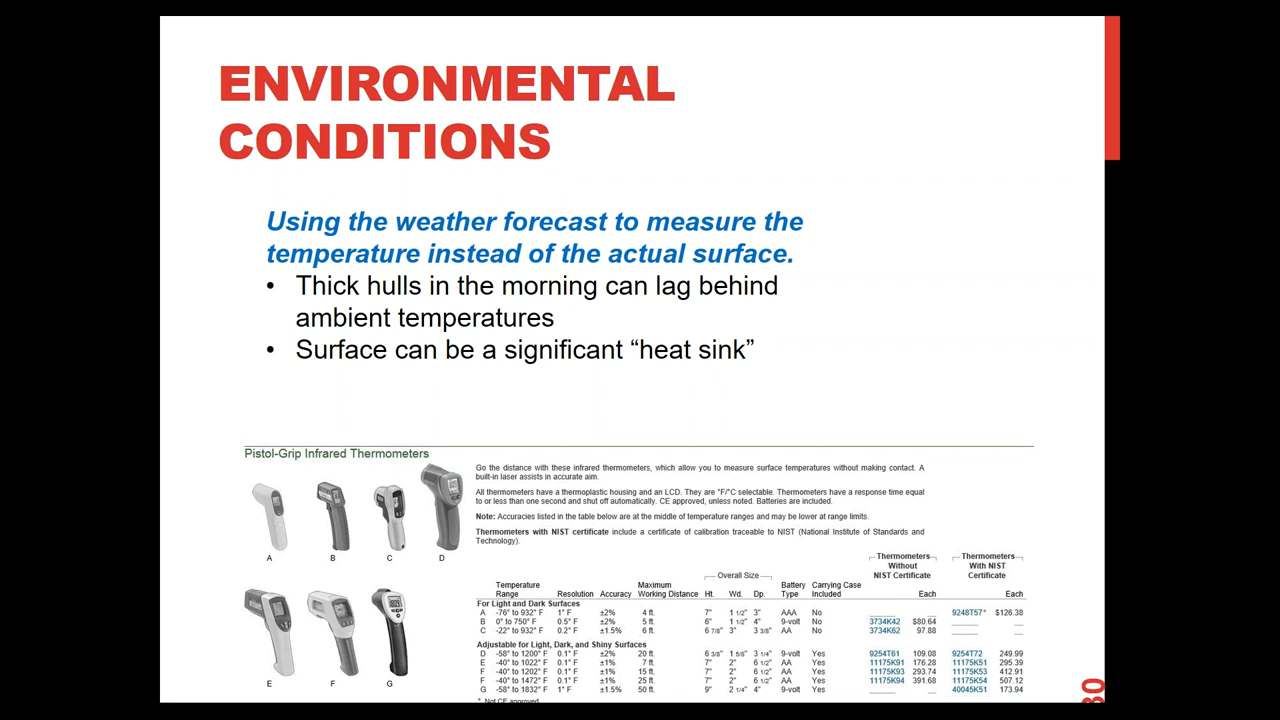 ENVIRONMENTAL
CONDITIONS
Using the weather forecast to measure the
temperature instead of the actual surface.
• Thick hulls in the morning can lag behind
ambient temperatures
• Surface can be a significant “heat sink”
Pistol-Grip Infrared Thermometers
A B C D
E F G
Go the distance with these infrared thermometers, which allow you to measure surface temperatures without making contact. A
built-in laser assists in accurate aim.
All thermometers have a thermoplastic housing and an LCD. They are °F/°C selectable. Thermometers have a response time equal
to or less than one second and shut off automatically. CE approved, unless noted. Batteries are included.
Note: Accuracies listed in the table below are at the middle of temperature ranges and may be lower at range limits.
Thermometers with NIST certificate include a certificate of calibration traceable to NIST (National Institute of Standards and
Technology).
Thermometers Thermometers
Without With NIST
NIST Certificate Certificate
Overall Size
Temperature Maximum Battery Carrying Case
Range Resolution Accuracy Working Distance Ht. Wd. Dp. Type Included Each Each
For Light and Dark Surfaces
A -76° to 932° F 1° F ±2% 4 ft. 7" 1 1/2" 3" AAA No 9248T57* $126.38
B 0° to 750° F 0.5° F ±2% 5 ft. 6" 1 1/2" 4" 9-volt No 3734K42 $80.64
C -22° to 932° F 0.2° F ±1.5% 6 ft. 6 7/8" 3" 3 3/8" AA No 3734K62 97.88
Adjustable for Light, Dark, and Shiny Surfaces
D -58° to 1200° F 0.1° F ±2% 20 ft. 6 3/8" 1 5/8" 3 1/4" 9-volt Yes 9254T61 109.08 9254T72 249.99
E -40° to 1022° F 0.1° F ±1% 7 ft. 7" 2" 6 1/2" AA Yes 11175K91 176.28 11175K51 295.39
F -40° to 1202° F 0.1° F ±1% 15 ft. 7" 2" 6 1/2" AA Yes 11175K93 293.74 11175K53 412.91
F -40° to 1472° F 0.1° F ±1% 25 ft. 7" 2" 6 1/2" AA Yes 11175K94 391.68 11175K54 507.12
G -58° to 1832° F 1° F ±1.5% 50 ft. 9" 2 1/4" 4" 9-volt Yes 40045K51 173.94
* Not CE approved